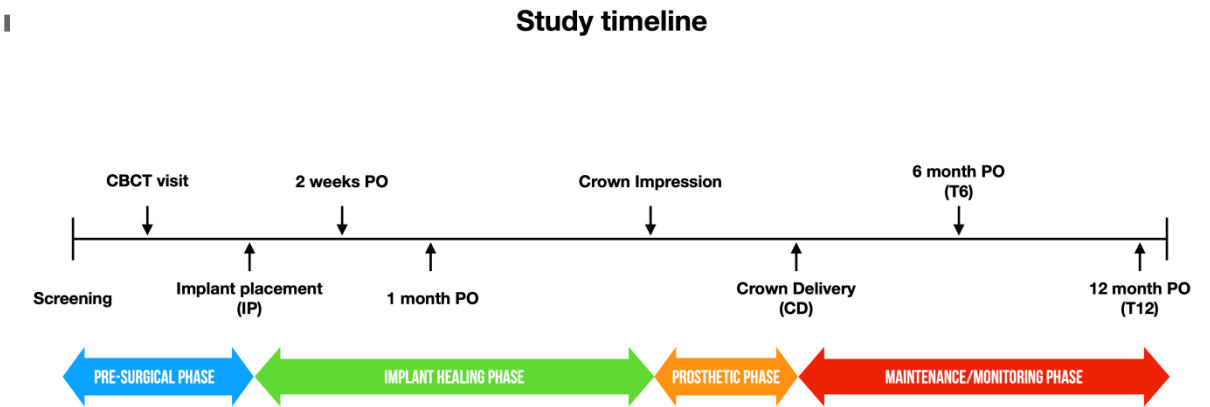 Study timeline
CBCT visit
2 weeks PO
Crown Impression
6 month PO
(T6)
Screening
Implant placement
(IP)
1 month PO
Crown Delivery
(CD)
12 month PO
(T12)
PRE-SURGICAL PHASE
IMPLANT HEALING PHASE
PROSTHETIC PHASE
MAINTENANCE/MONITORING PHASE